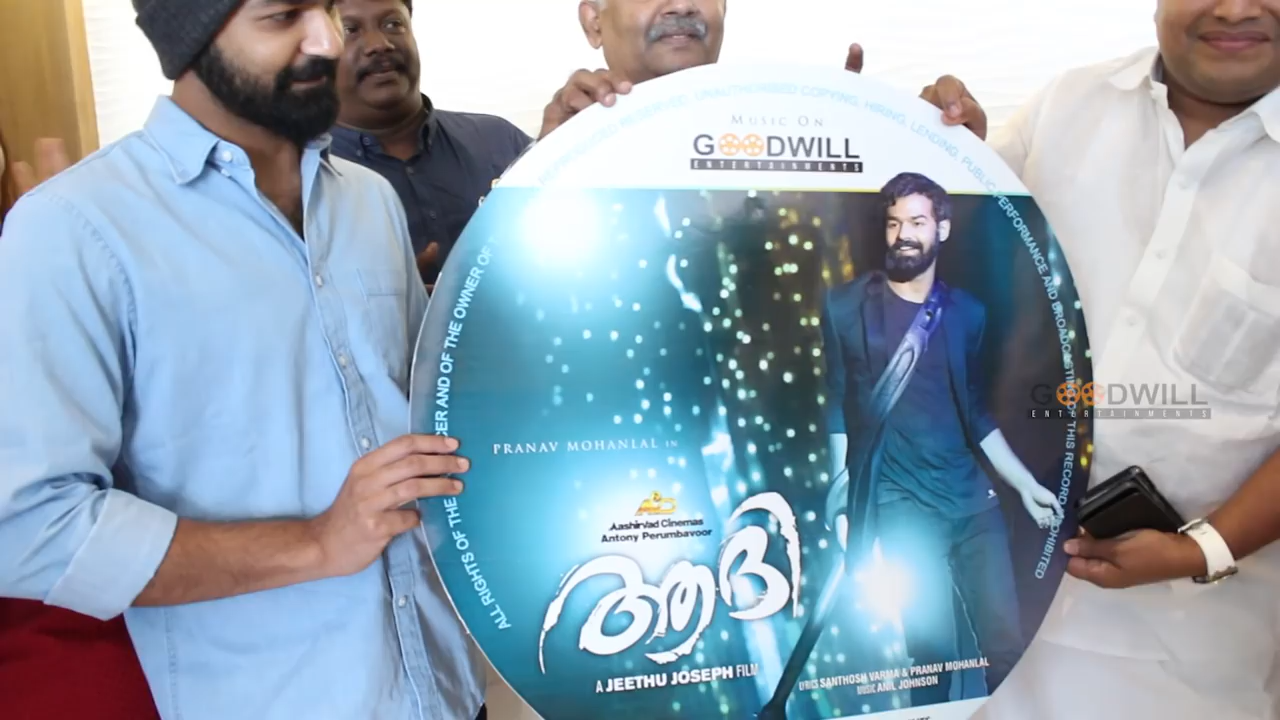 MUSIC ON
GOODWILL
ENTERTAINMENTS
RESERVED. UNAUTHORISED COPYING, HIRING, LENDING, PUBLIC PERFORMANCE AND BROADCASTING THIS RECORD PROHIBITED
ALL RIGHTS OF THE PRODUCER AND OF THE OWNER OF
PRANAV MOHANLAL IN
Aashirvad Cinemas
Antony Perumbavoor
ആദി
A JEETHU JOSEPH FILM
LYRICS SANTHOSH VARMA & PRANAV MOHANLAL
MUSIC ANIL JOHNSON
GOODWILL
ENTERTAINMENTS